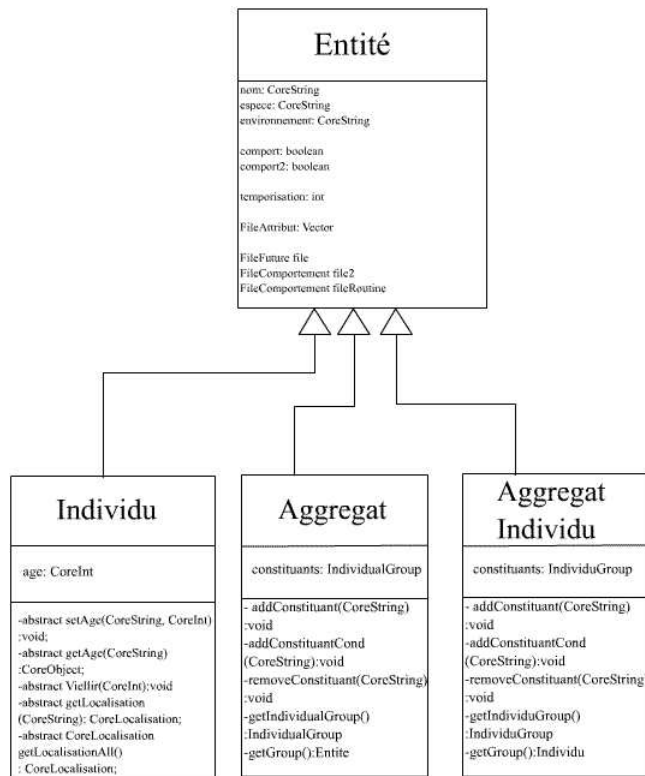 Entité
nom: CoreString
espece: CoreString
environnement: CoreString
comport: boolean
comport2: boolean
temporisation: int
FileAttribut: Vector
FileFuture file
FileComportement file2
FileComportement fileRoutine
Individu
age: CoreInt
-abstract setAge(CoreString, CoreInt)
:void;
-abstract getAge(CoreString)
:CoreObject;
-abstract Viellir(CoreInt):void
-abstract getLocalisation
(CoreString): CoreLocalisation;
-abstract CoreLocalisation
getLocalisationAll()
: CoreLocalisation;
Aggregat
constituants: IndividualGroup
- addConstituant(CoreString)
:void
-addConstituantCond
(CoreString):void
-removeConstituant(CoreString)
:void
-getIndividualGroup()
:IndividualGroup
-getGroup():Entite
Aggregat
Individu
constituants: IndividuGroup
- addConstituant(CoreString)
:void
-addConstituantCond
(CoreString):void
-removeConstituant(CoreString)
:void
-getIndividuGroup()
:IndividuGroup
-getGroup():Individu